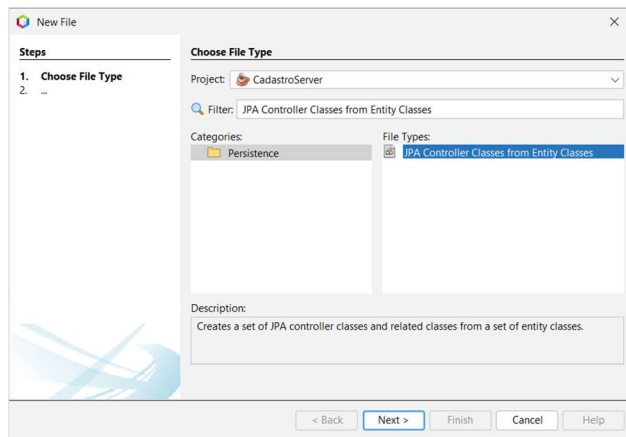 New File
Steps
1. Choose File Type
2. ...
Choose File Type
Project: CadastroServer
Filter: JPA Controller Classes from Entity Classes
Categories:
Persistence
File Types:
JPA Controller Classes from Entity Classes
Description:
Creates a set of JPA controller classes and related classes from a set of entity classes.
< Back Next > Finish Cancel Help